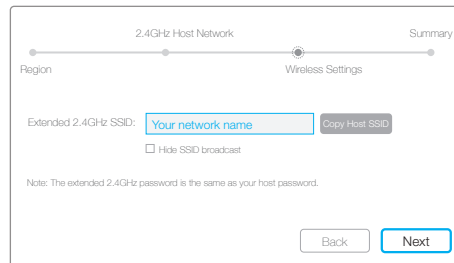 2.4GHz Host Network Summary
Region Wireless Settings
Extended 2.4GHz SSID: Your network name Copy Host SSID
Hide SSID broadcast
Note: The extended 2.4GHz password is the same as your host password.
Back Next